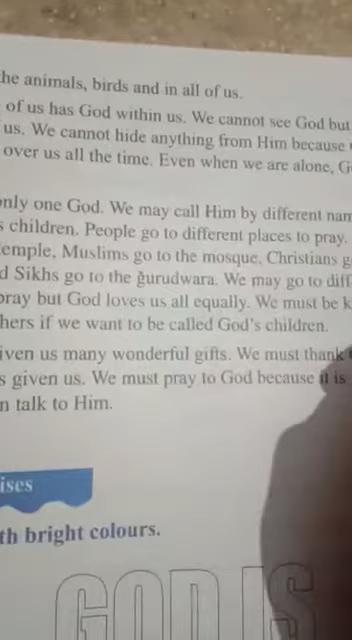 he animals, birds and in all of us.
of us has God within us. We cannot see God but
us. We cannot hide anything from Him because
over us all the time. Even when we are alone, G
only one God. We may call Him by different nam
s children. People go to different places to pray.
temple, Muslims go to the mosque, Christians g
d Sikhs go to the gurudwara. We may go to diff
pray but God loves us all equally. We must be k
hers if we want to be called God's children.
iven us many wonderful gifts. We must thank
s given us. We must pray to God because it is
n talk to Him.
ises
th bright colours.
GOD IS